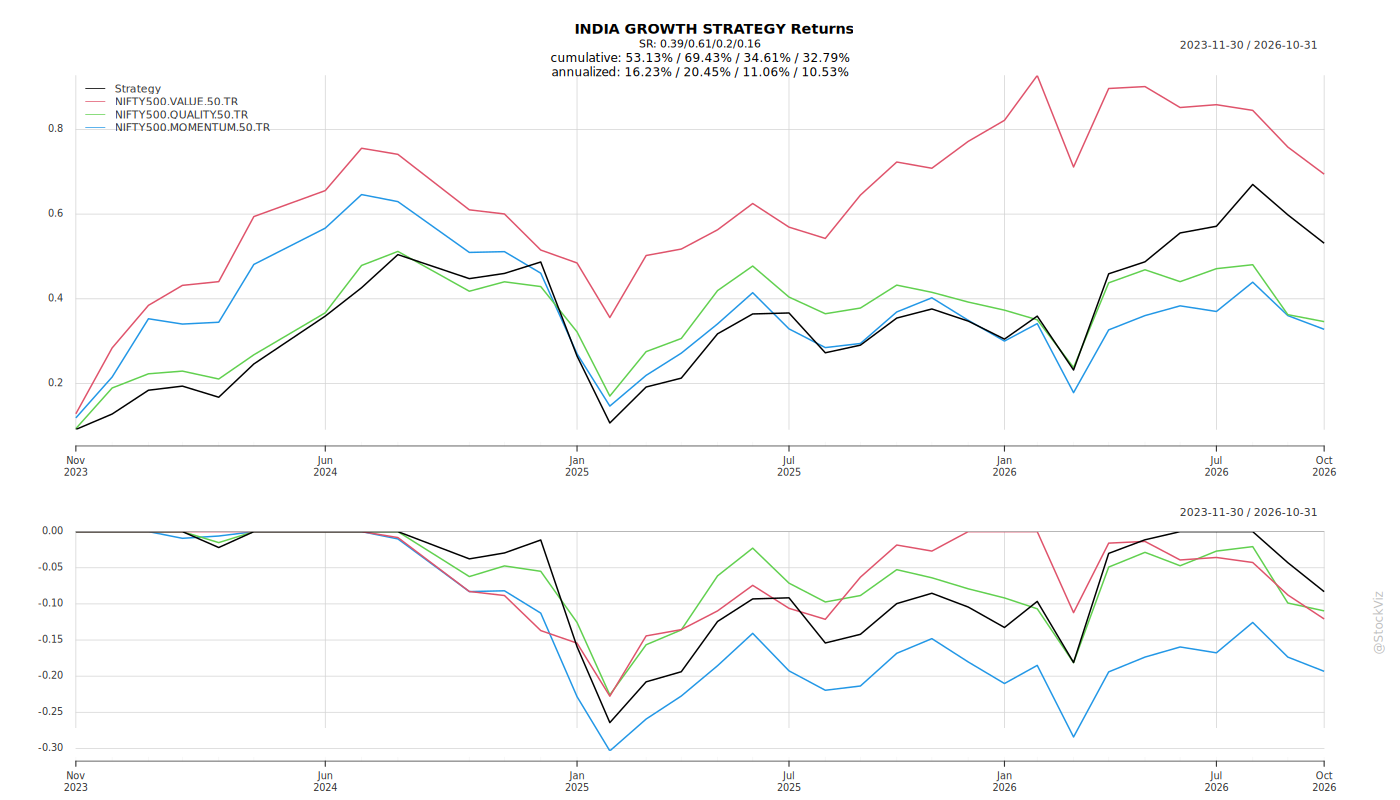 INDIA GROWTH STRATEGY Returns
SR: 0.39/0.61/0.2/0.16
cumulative: 53.13% / 69.43% / 34.61% / 32.79%
annualized: 16.23% / 20.45% / 11.06% / 10.53%
2023-11-30 / 2026-10-31
Strategy
NIFTY500.VALUE.50.TR
NIFTY500.QUALITY.50.TR
NIFTY500.MOMENTUM.50.TR
0.8
0.6
0.4
0.2
Nov Jun Jan Jul Jan Jul Oct
2023 2024 2025 2025 2026 2026 2026
2023-11-30 / 2026-10-31
0.00
-0.05
-0.10
-0.15
-0.20
-0.25
-0.30
Nov Jun Jan Jul Jan Jul Oct
2023 2024 2025 2025 2026 2026 2026
@StockViz